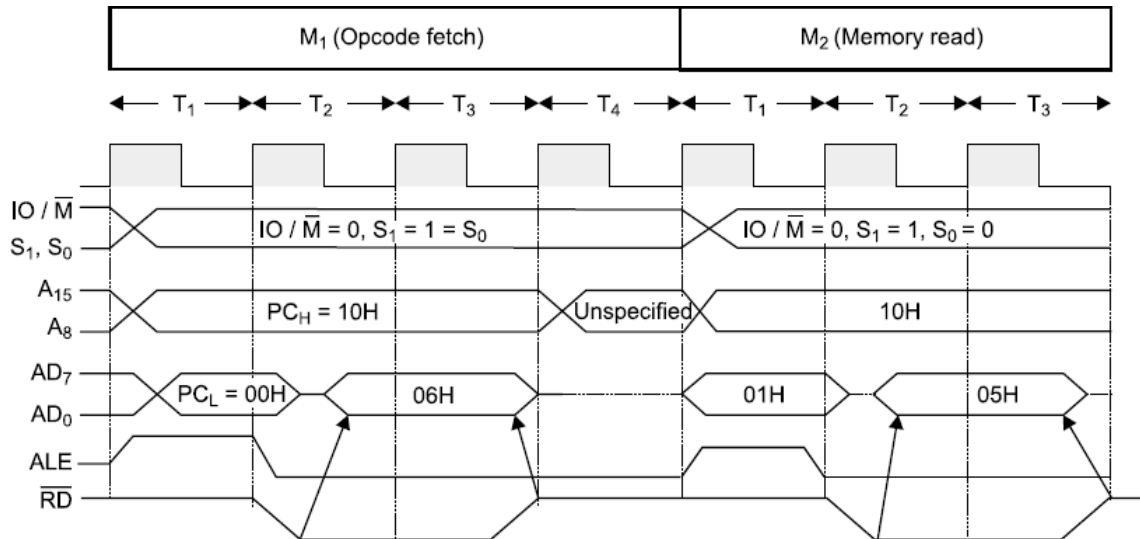 M₁ (Opcode fetch) M₂ (Memory read)
T₁ T₂ T₃ T₄ T₁ T₂ T₃
IO / M̅
IO / M̅ = 0, S₁ = 1 = S₀ IO / M̅ = 0, S₁ = 1, S₀ = 0
S₁, S₀
A₁₅
PC_H = 10H Unspecified 10H
A₈
AD₇
PC_L = 00H 06H 01H 05H
AD₀
ALE
R̅D̅